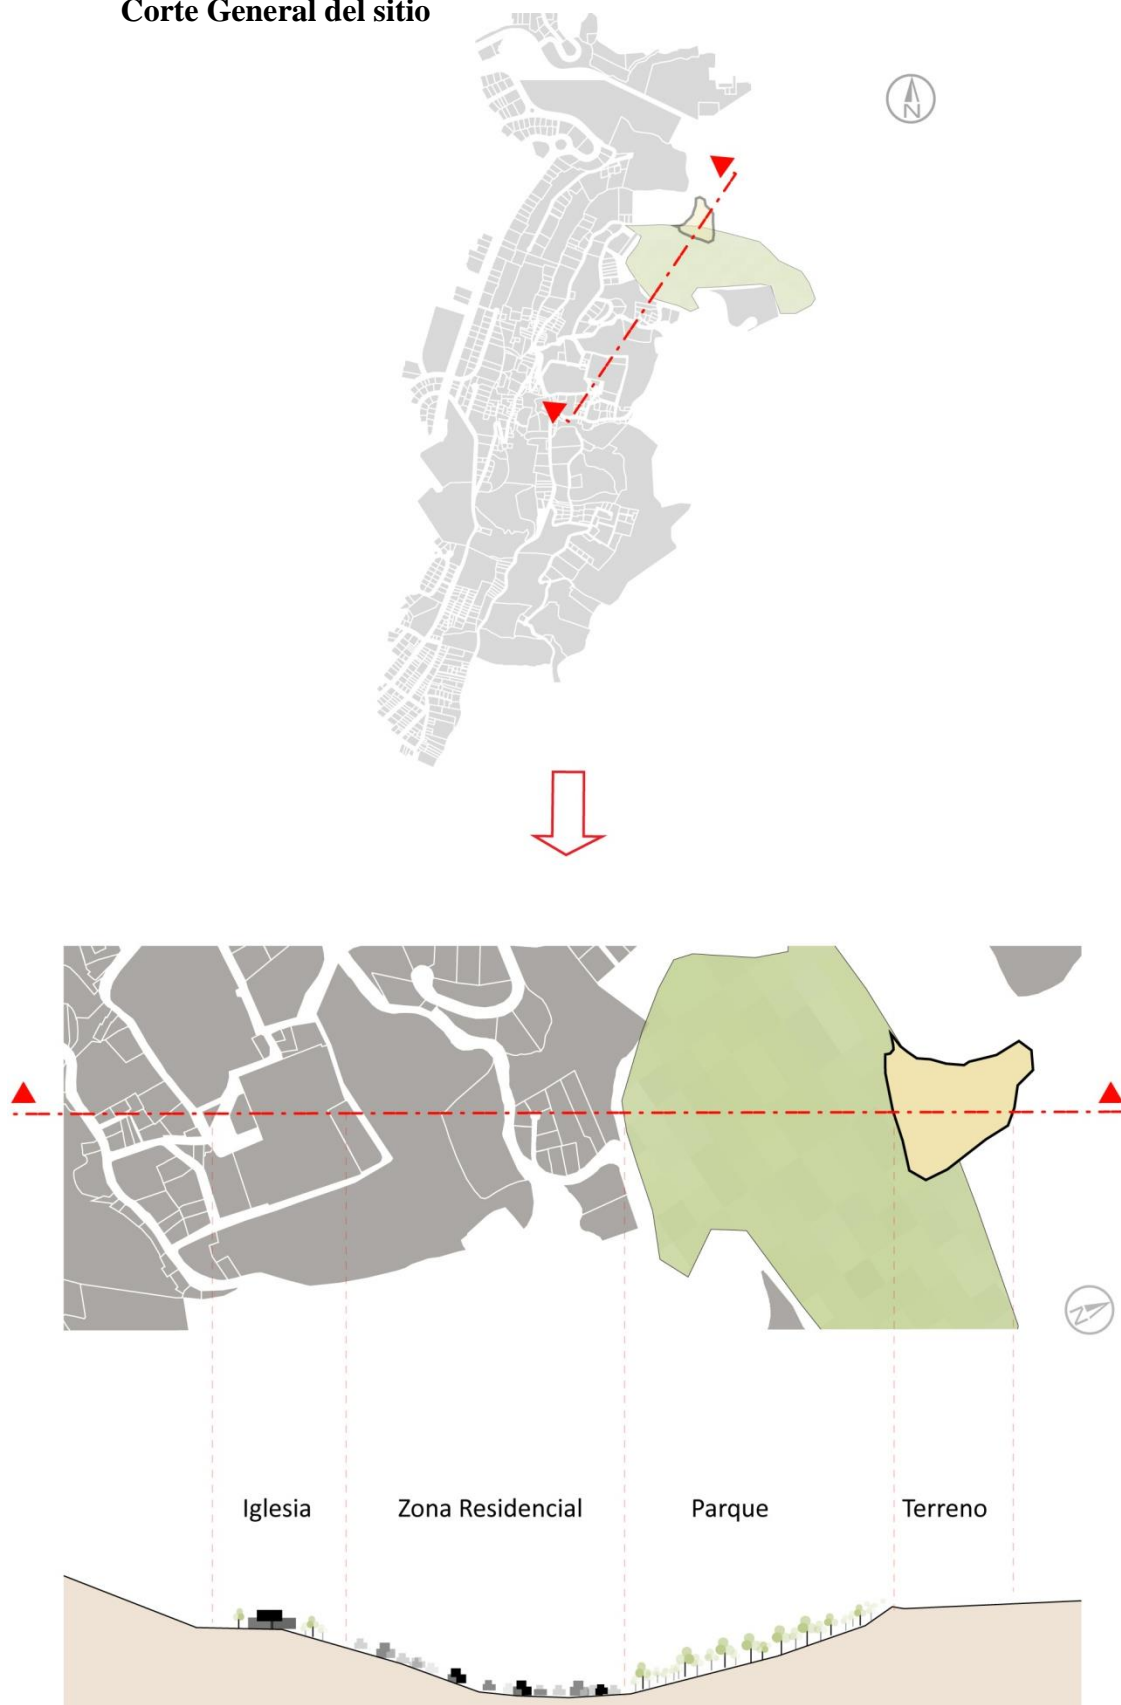 Corte General del sitio
N
N
Iglesia
Zona Residencial
Parque
Terreno